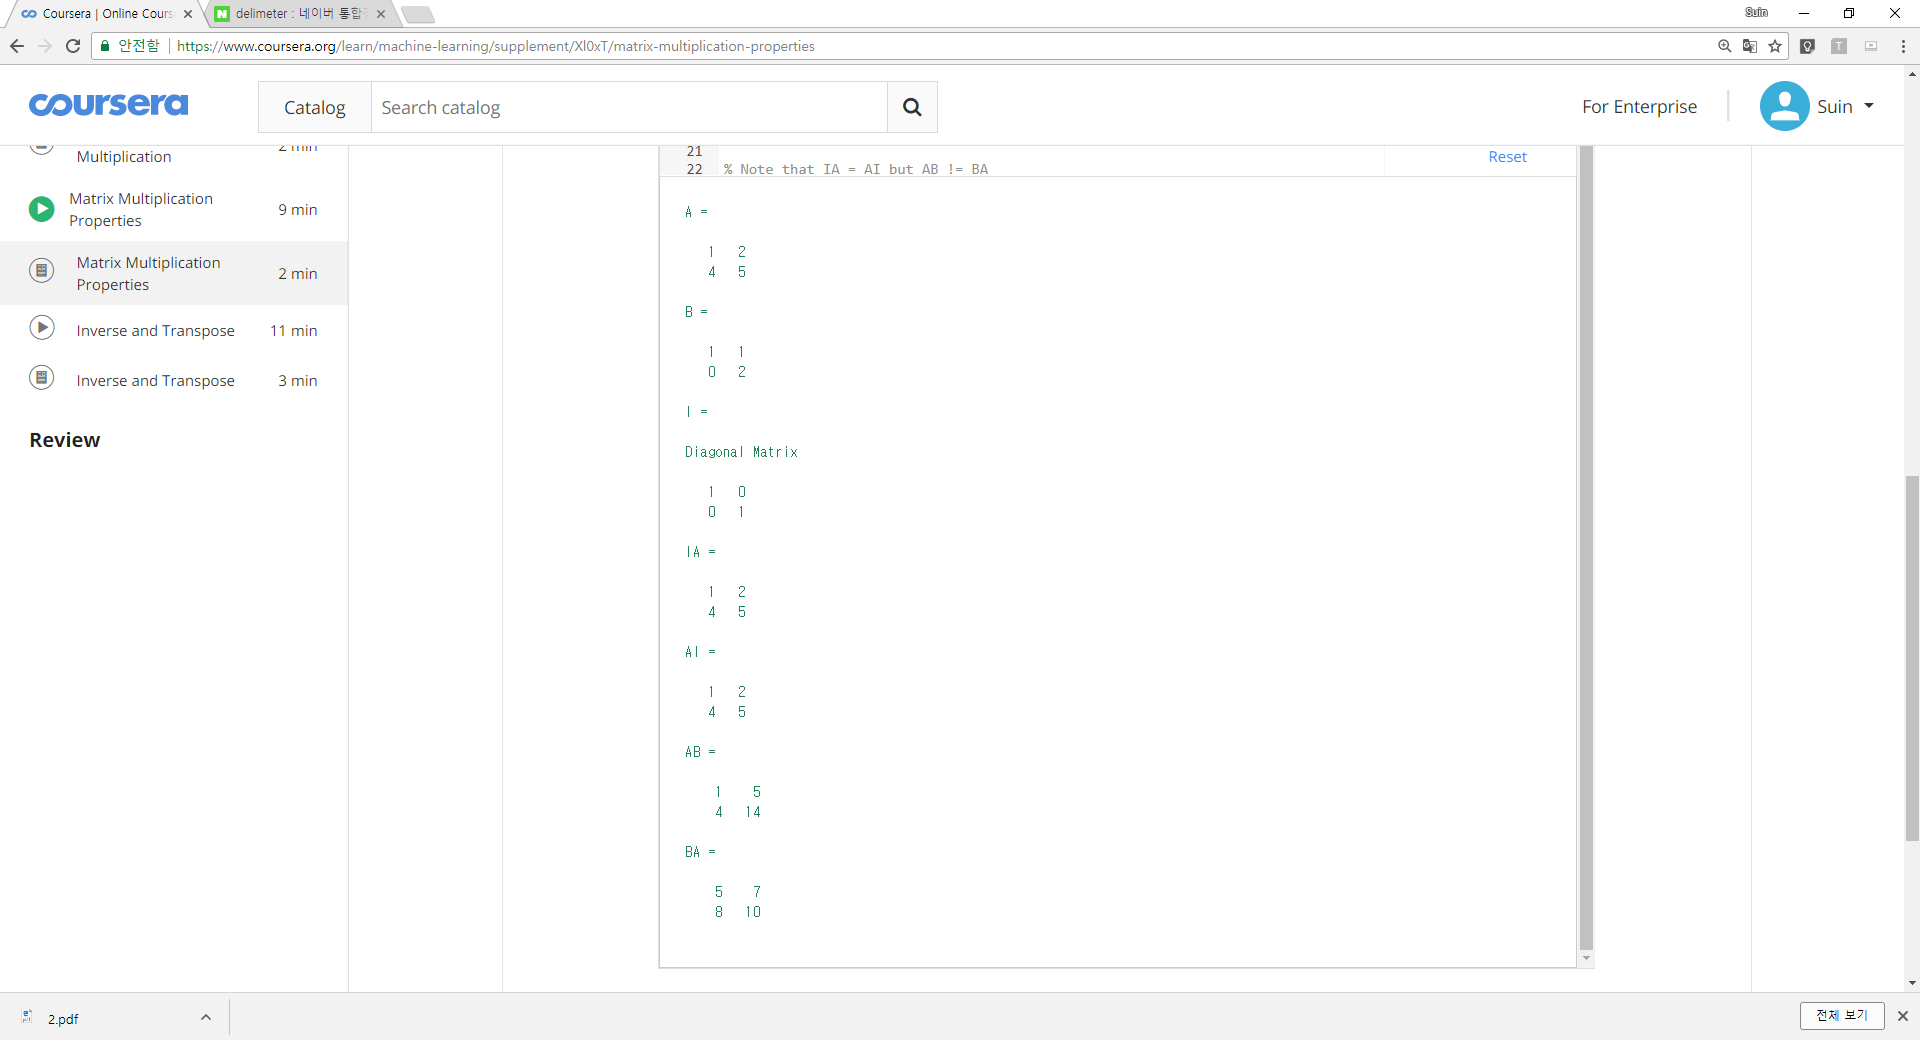 Coursera | Online Cours
delimeter : 네이버 통합
Suin
안전함
https://www.coursera.org/learn/machine-learning/supplement/Xl0xT/matrix-multiplication-properties
coursera
Catalog
Search catalog
For Enterprise
Suin
Multiplication
2 min
Matrix Multiplication
Properties
9 min
Matrix Multiplication
Properties
2 min
Inverse and Transpose
11 min
Inverse and Transpose
3 min
Review
21
22 % Note that IA = AI but AB != BA
Reset
A =
1 2
4 5
B =
1 1
0 2
I =
Diagonal Matrix
1 0
0 1
IA =
1 2
4 5
AI =
1 2
4 5
AB =
1 5
4 14
BA =
5 7
8 10
2.pdf
전체 보기